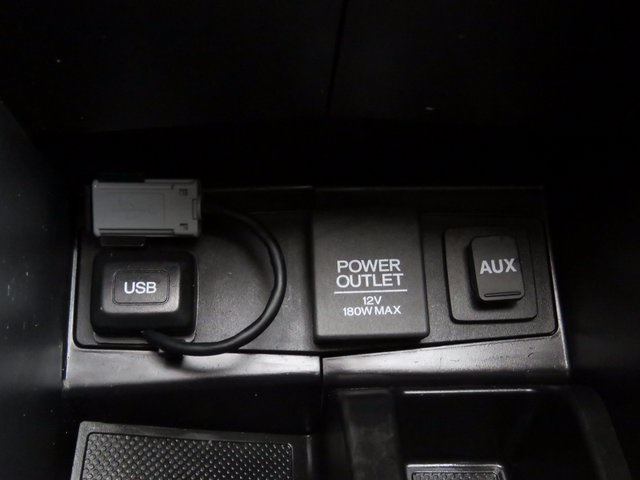 USB
POWER
OUTLET
12V
180W MAX
AUX